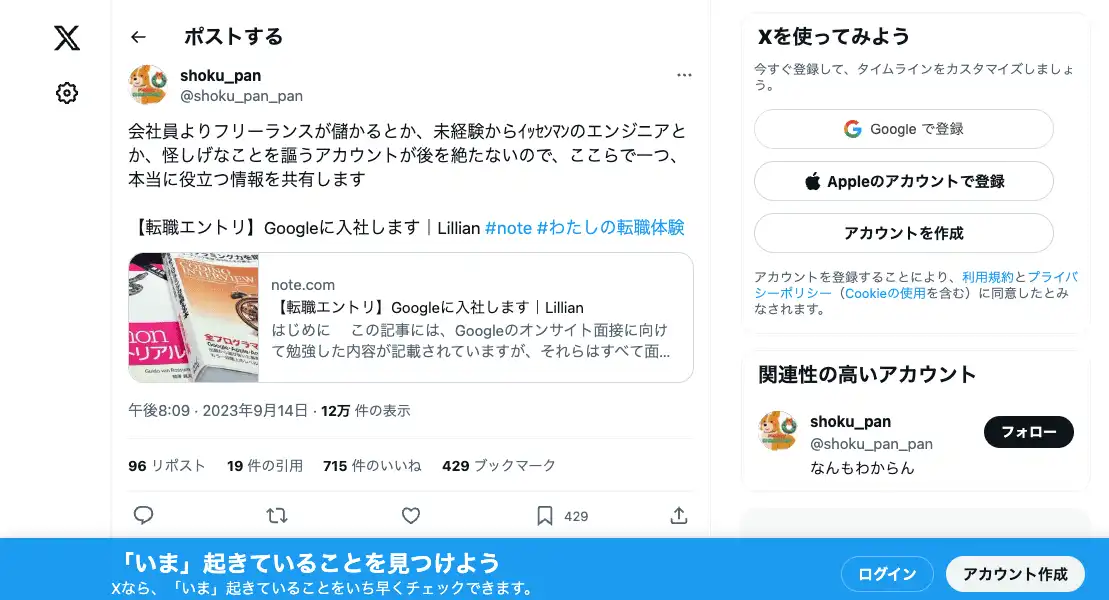 ポストする
shoku_pan
@shoku_pan_pan
会社員よりフリーランスが儲かるとか、未経験からｲｯｾﾝﾏﾝのエンジニアと
か、怪しげなことを謳うアカウントが後を絶たないので、ここらで一つ、
本当に役立つ情報を共有します
【転職エントリ】Googleに入社します｜Lillian #note #わたしの転職体験
CODING
INTERVIEW
全プログラマ
Google・Apple
トリアル
Guido van Rossum
note.com
【転職エントリ】Googleに入社します｜Lillian
はじめに　この記事には、Googleのオンサイト面接に向け
て勉強した内容が記載されていますが、それらはすべて面...
午後8:09 · 2023年9月14日 · 12万 件の表示
96 リポスト 19 件の引用 715 件のいいね 429 ブックマーク
429
Xを使ってみよう
今すぐ登録して、タイムラインをカスタマイズしましょ
う。
Google で登録
Appleのアカウントで登録
アカウントを作成
アカウントを登録することにより、利用規約とプライバ
シーポリシー（Cookieの使用を含む）に同意したとみ
なされます。
関連性の高いアカウント
shoku_pan
@shoku_pan_pan
フォロー
なんもわからん
「いま」起きていることを見つけよう
Xなら、「いま」起きていることをいち早くチェックできます。
ログイン
アカウント作成